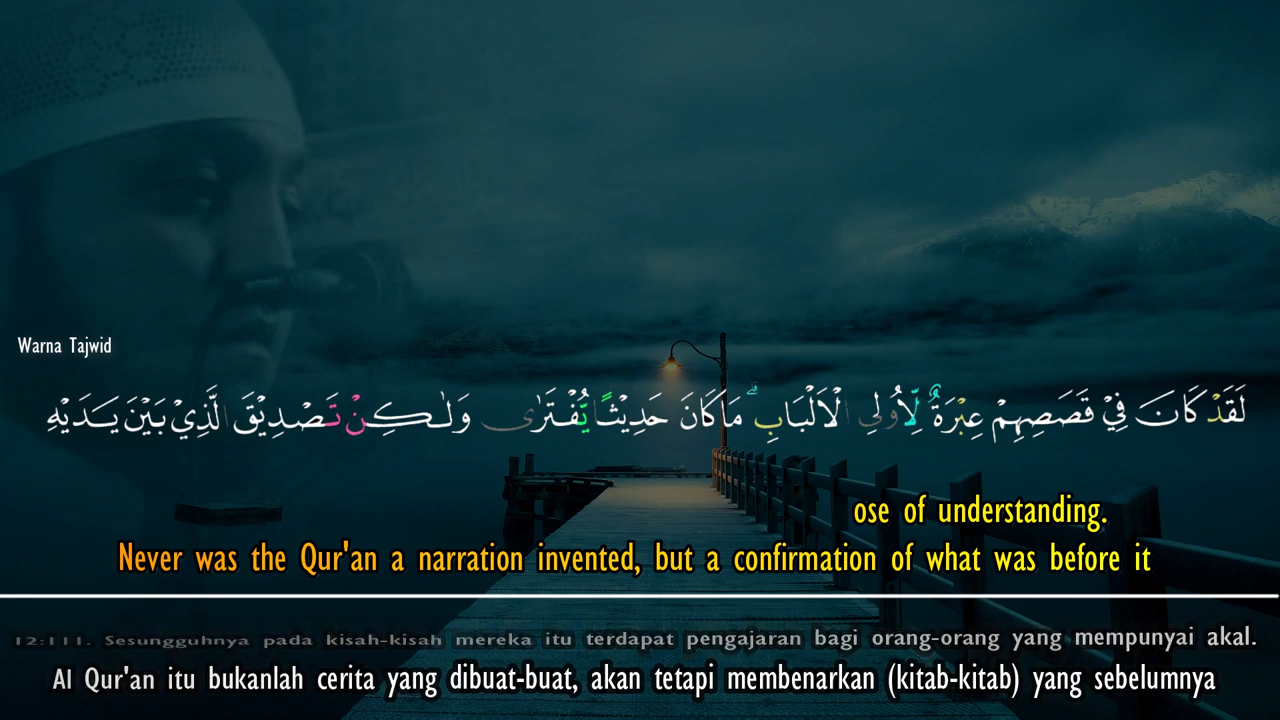 Warna Tajwid
لَقَدْ كَانَ فِيْ قَصَصِهِمْ عِبْرَةٌ لِّاُولِى الْاَلْبَابِۗ مَا كَانَ حَدِيْثًا يُّفْتَرٰى وَلٰكِنْ تَصْدِيْقَ الَّذِيْ بَيْنَ يَدَيْهِ
ose of understanding.
Never was the Qur'an a narration invented, but a confirmation of what was before it
12:111. Sesungguhnya pada kisah-kisah mereka itu terdapat pengajaran bagi orang-orang yang mempunyai akal.
Al Qur'an itu bukanlah cerita yang dibuat-buat, akan tetapi membenarkan (kitab-kitab) yang sebelumnya